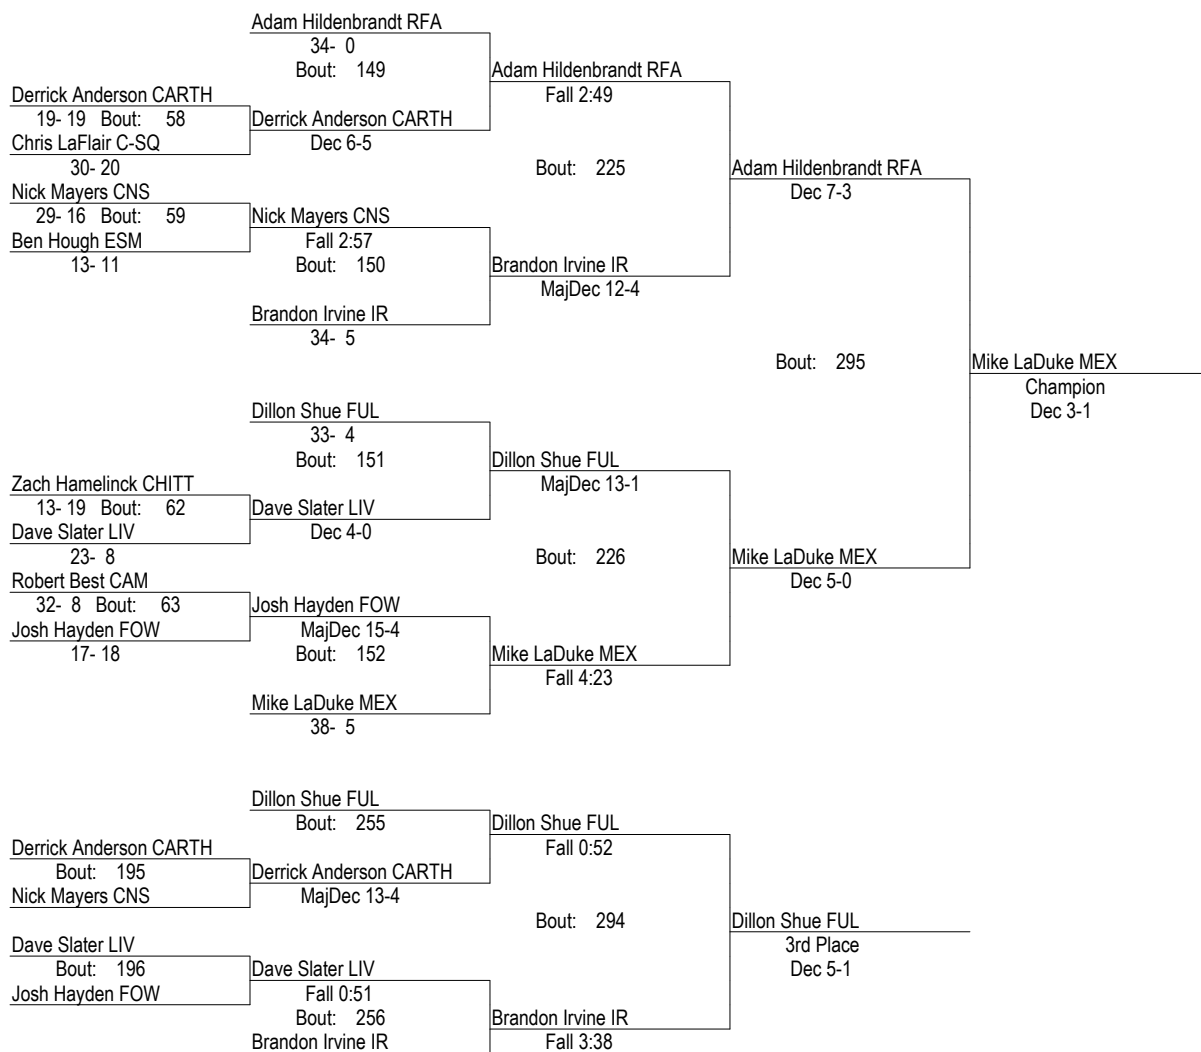 Adam Hildenbrandt RFA
34- 0
Bout: 149
Adam Hildenbrandt RFA
Fall 2:49
Derrick Anderson CARTH
19- 19 Bout: 58
Derrick Anderson CARTH
Dec 6-5
Chris LaFlair C-SQ
30- 20
Bout: 225
Adam Hildenbrandt RFA
Dec 7-3
Nick Mayers CNS
29- 16 Bout: 59
Nick Mayers CNS
Fall 2:57
Ben Hough ESM
13- 11
Bout: 150
Brandon Irvine IR
MajDec 12-4
Brandon Irvine IR
34- 5
Bout: 295
Mike LaDuke MEX
Champion
Dec 3-1
Dillon Shue FUL
33- 4
Bout: 151
Dillon Shue FUL
MajDec 13-1
Zach Hamelinck CHITT
13- 19 Bout: 62
Dave Slater LIV
Dec 4-0
Dave Slater LIV
23- 8
Bout: 226
Mike LaDuke MEX
Dec 5-0
Robert Best CAM
32- 8 Bout: 63
Josh Hayden FOW
MajDec 15-4
Josh Hayden FOW
17- 18
Bout: 152
Mike LaDuke MEX
Fall 4:23
Mike LaDuke MEX
38- 5
Dillon Shue FUL
Bout: 255
Dillon Shue FUL
Fall 0:52
Derrick Anderson CARTH
Bout: 195
Derrick Anderson CARTH
MajDec 13-4
Nick Mayers CNS
Bout: 294
Dillon Shue FUL
3rd Place
Dec 5-1
Dave Slater LIV
Bout: 196
Dave Slater LIV
Fall 0:51
Josh Hayden FOW
Bout: 256
Brandon Irvine IR
Fall 3:38
Brandon Irvine IR